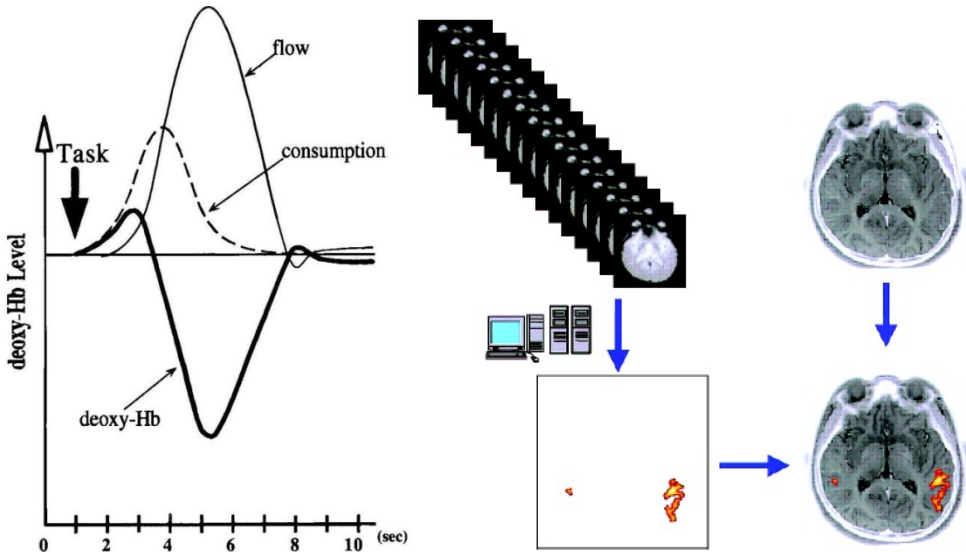 flow
Task
consumption
deoxy-Hb Level
deoxy-Hb
0 2 4 6 8 10 (sec)